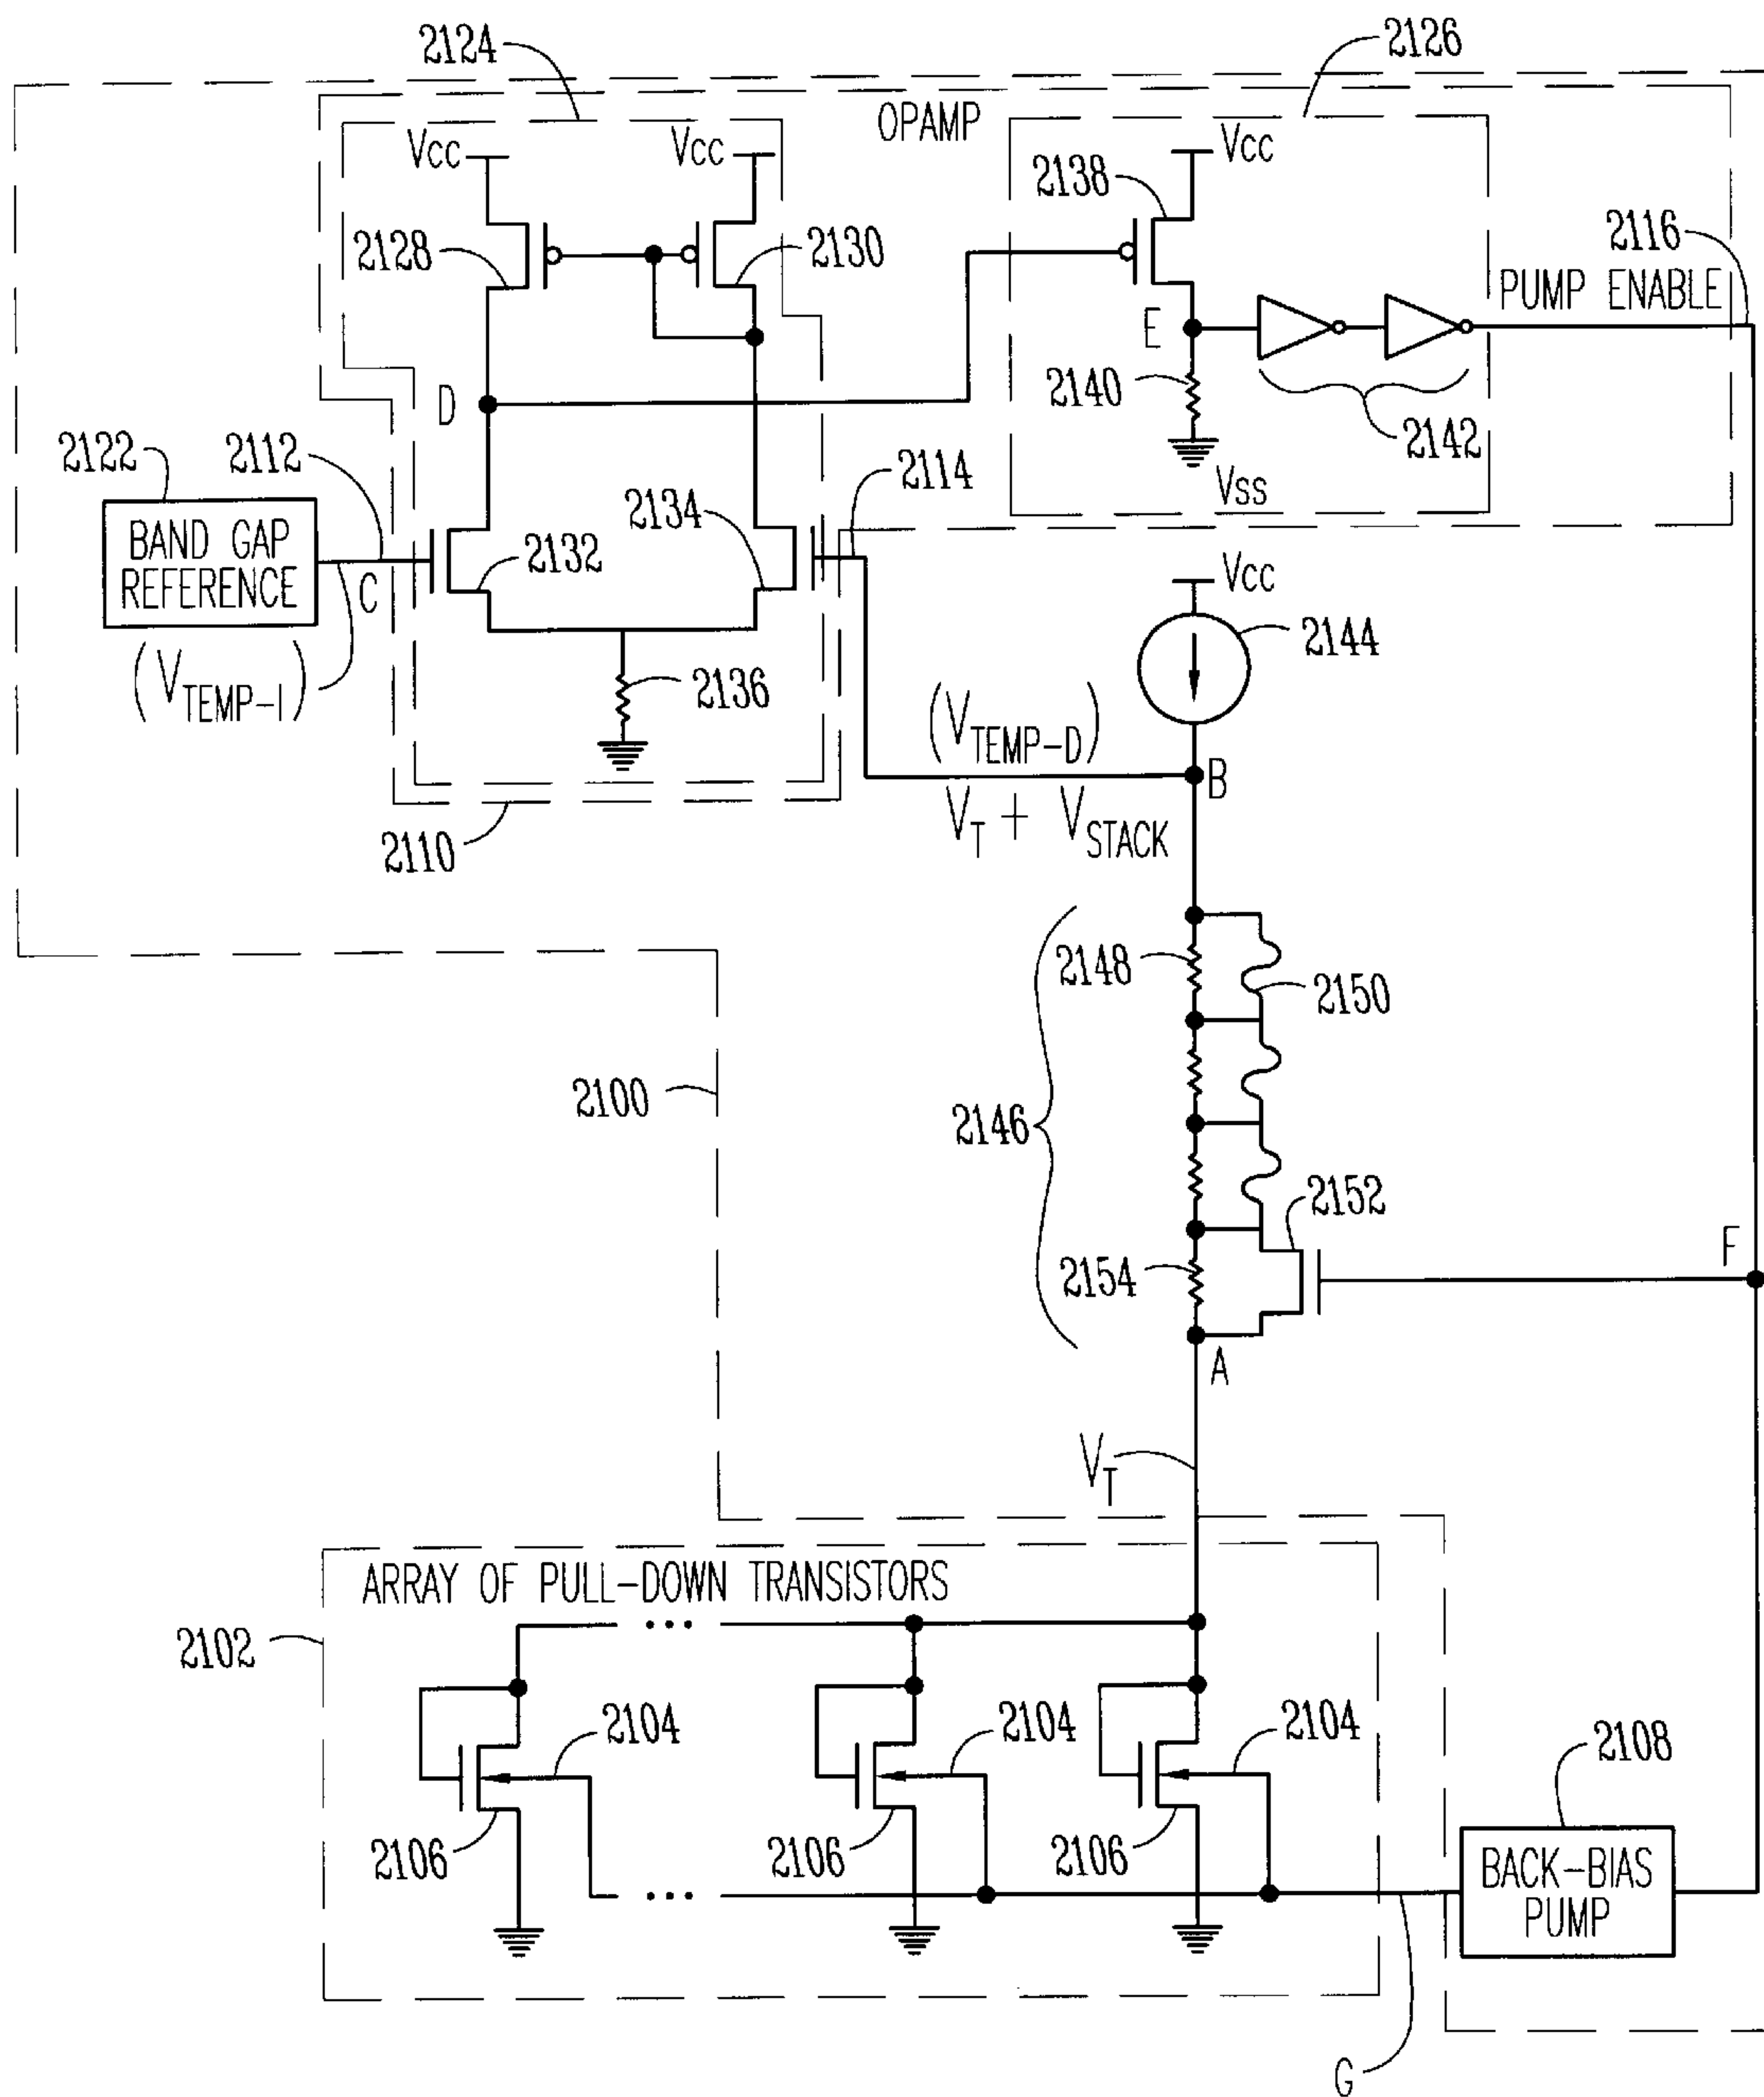 2124
2126
OPAMP
Vcc
Vcc
Vcc
2138
2128
2130
2116
PUMP ENABLE
E
2140
D
2142
2122
2112
2114
Vss
2134
BAND GAP
REFERENCE
C
2132
Vcc
2144
(VTEMP-I)
2136
(VTEMP-D)
B
VT + VSTACK
2110
2148
2150
2100
2146
2152
F
2154
A
VT
ARRAY OF PULL-DOWN TRANSISTORS
2102
2104
2104
2104
2108
2106
2106
2106
BACK-BIAS
PUMP
G